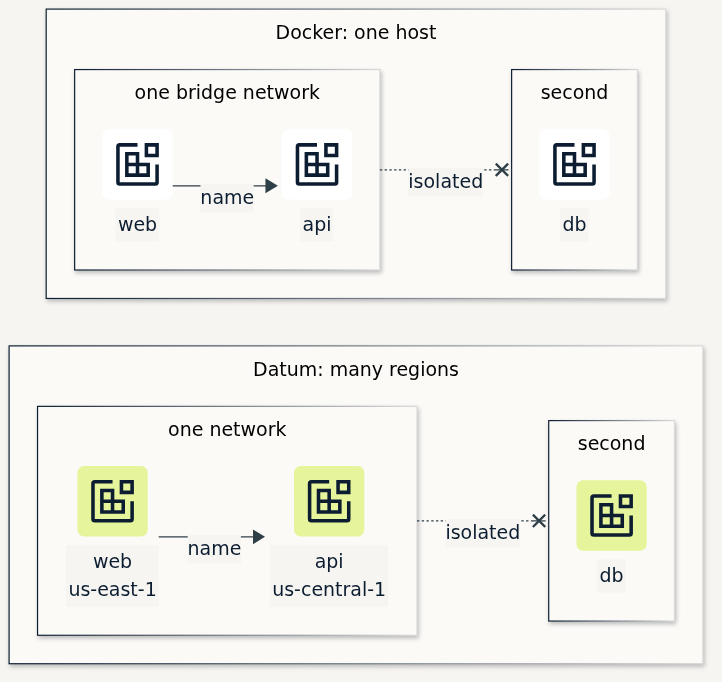 Docker: one host
one bridge network
second
web
name
api
isolated
db
Datum: many regions
one network
second
web
us-east-1
name
api
us-central-1
isolated
db